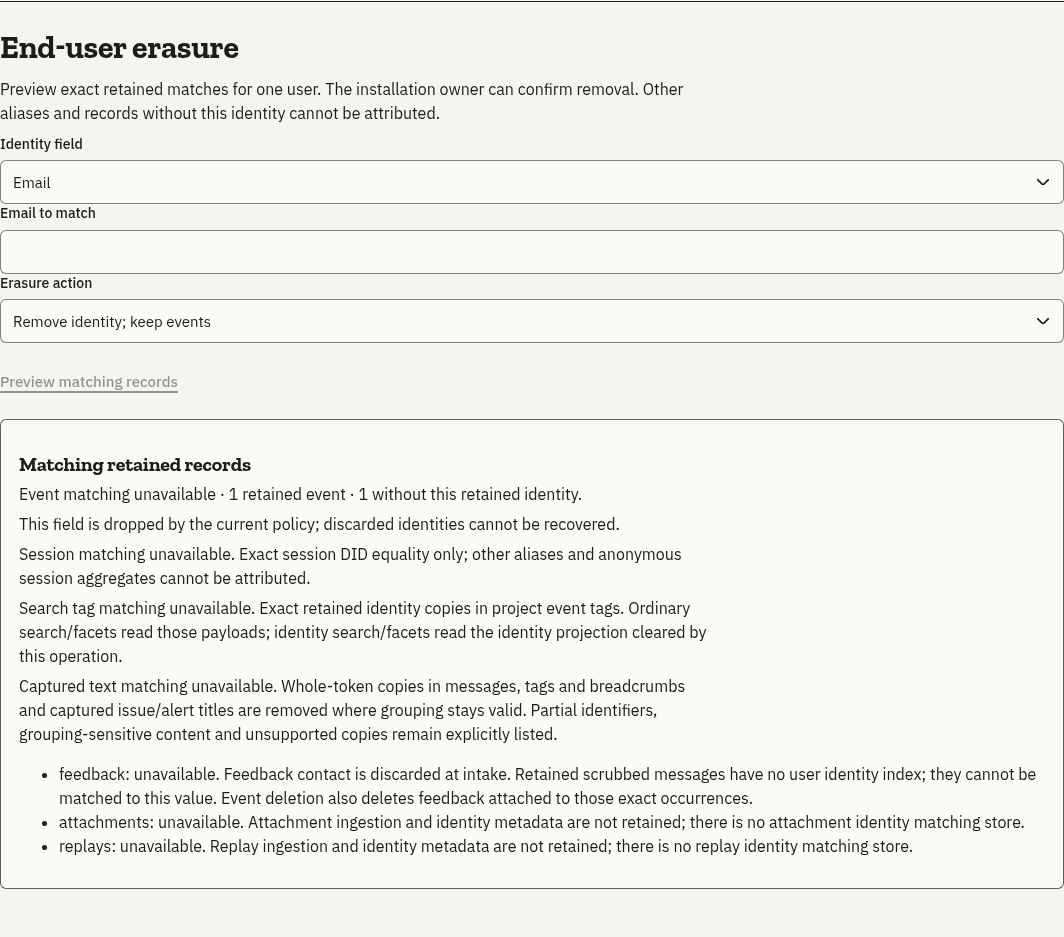 End-user erasure
Preview exact retained matches for one user. The installation owner can confirm removal. Other
aliases and records without this identity cannot be attributed.
Identity field
Email
Email to match
Erasure action
Remove identity; keep events
Preview matching records
Matching retained records
Event matching unavailable · 1 retained event · 1 without this retained identity.
This field is dropped by the current policy; discarded identities cannot be recovered.
Session matching unavailable. Exact session DID equality only; other aliases and anonymous
session aggregates cannot be attributed.
Search tag matching unavailable. Exact retained identity copies in project event tags. Ordinary
search/facets read those payloads; identity search/facets read the identity projection cleared by
this operation.
Captured text matching unavailable. Whole-token copies in messages, tags and breadcrumbs
and captured issue/alert titles are removed where grouping stays valid. Partial identifiers,
grouping-sensitive content and unsupported copies remain explicitly listed.
• feedback: unavailable. Feedback contact is discarded at intake. Retained scrubbed messages have no user identity index; they cannot be
matched to this value. Event deletion also deletes feedback attached to those exact occurrences.
• attachments: unavailable. Attachment ingestion and identity metadata are not retained; there is no attachment identity matching store.
• replays: unavailable. Replay ingestion and identity metadata are not retained; there is no replay identity matching store.